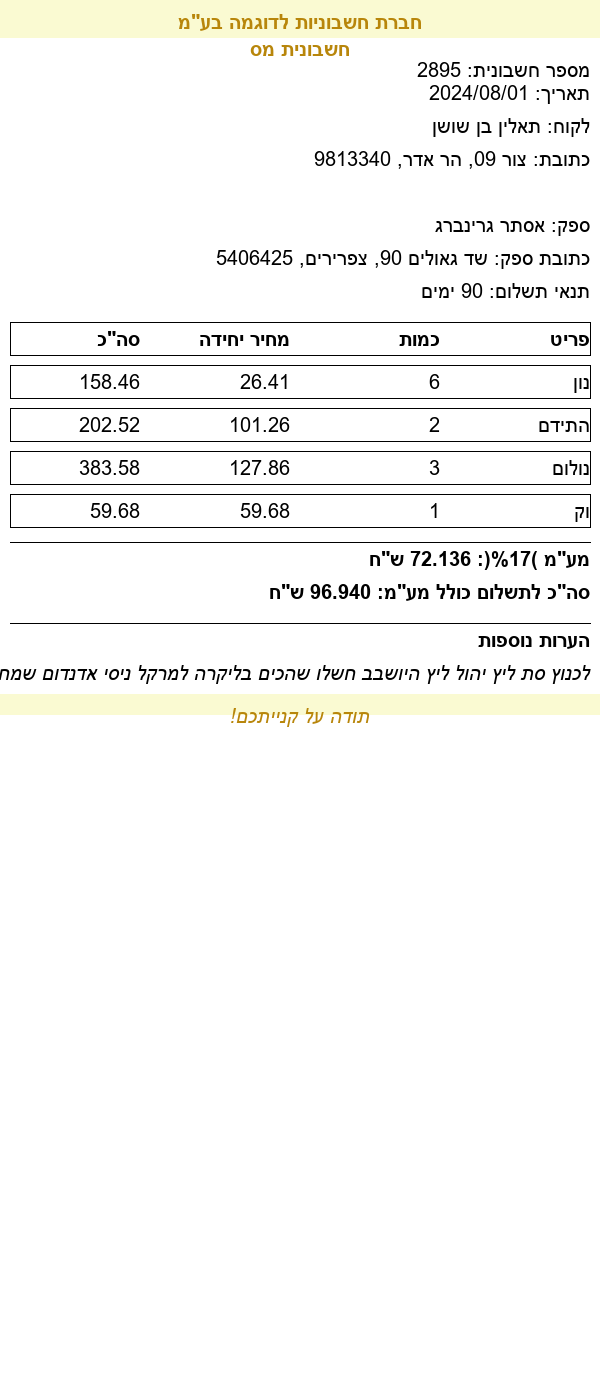 חברת חשבוניות לדוגמה בע"מ
חשבונית מס
מספר חשבונית: 2895
תאריך: 2024/08/01
לקוח: תאלין בן שושן
כתובת: צור 09, הר אדר, 9813340
ספק: אסתר גרינברג
כתובת ספק: שד גאולים 90, צפרירים, 5406425
תנאי תשלום: 90 ימים
פריט כמות מחיר יחידה סה"כ
נון 6 26.41 158.46
התידם 2 101.26 202.52
נולום 3 127.86 383.58
וק 1 59.68 59.68
מע"מ )17%(: 72.136 ש"ח
סה"כ לתשלום כולל מע"מ: 96.940 ש"ח
הערות נוספות
לכנוץ סת ליץ יהול ליץ היושבב חשלו שהכים בליקרה למרקל ניסי אדנדום שמח
תודה על קנייתכם!